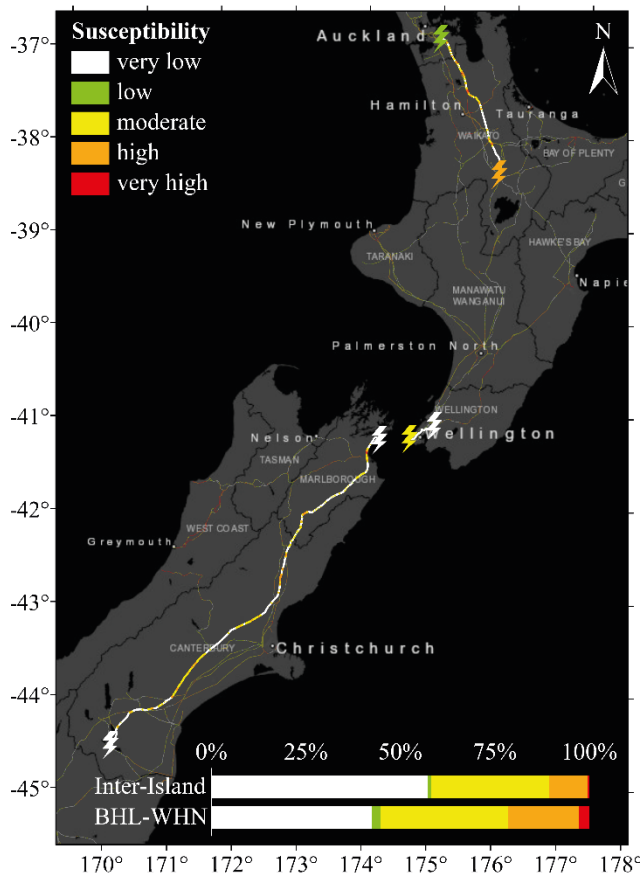 Susceptibility
very low
low
moderate
high
very high
N
Auckland
Hamilton
Tauranga
WAIKATO
BAY OF PLENTY
G
New Plymouth
TARANAKI
HAWKE'S BAY
Napie
MANAWATU
WANGANUI
Palmerston North
WELLINGTON
Wellington
Nelson
TASMAN
MARLBOROUGH
WEST COAST
Greymouth
CANTERBURY
Christchurch
-37°
-38°
-39°
-40°
-41°
-42°
-43°
-44°
-45°
0% 25% 50% 75% 100%
Inter-Island
BHL-WHN
170° 171° 172° 173° 174° 175° 176° 177° 178°